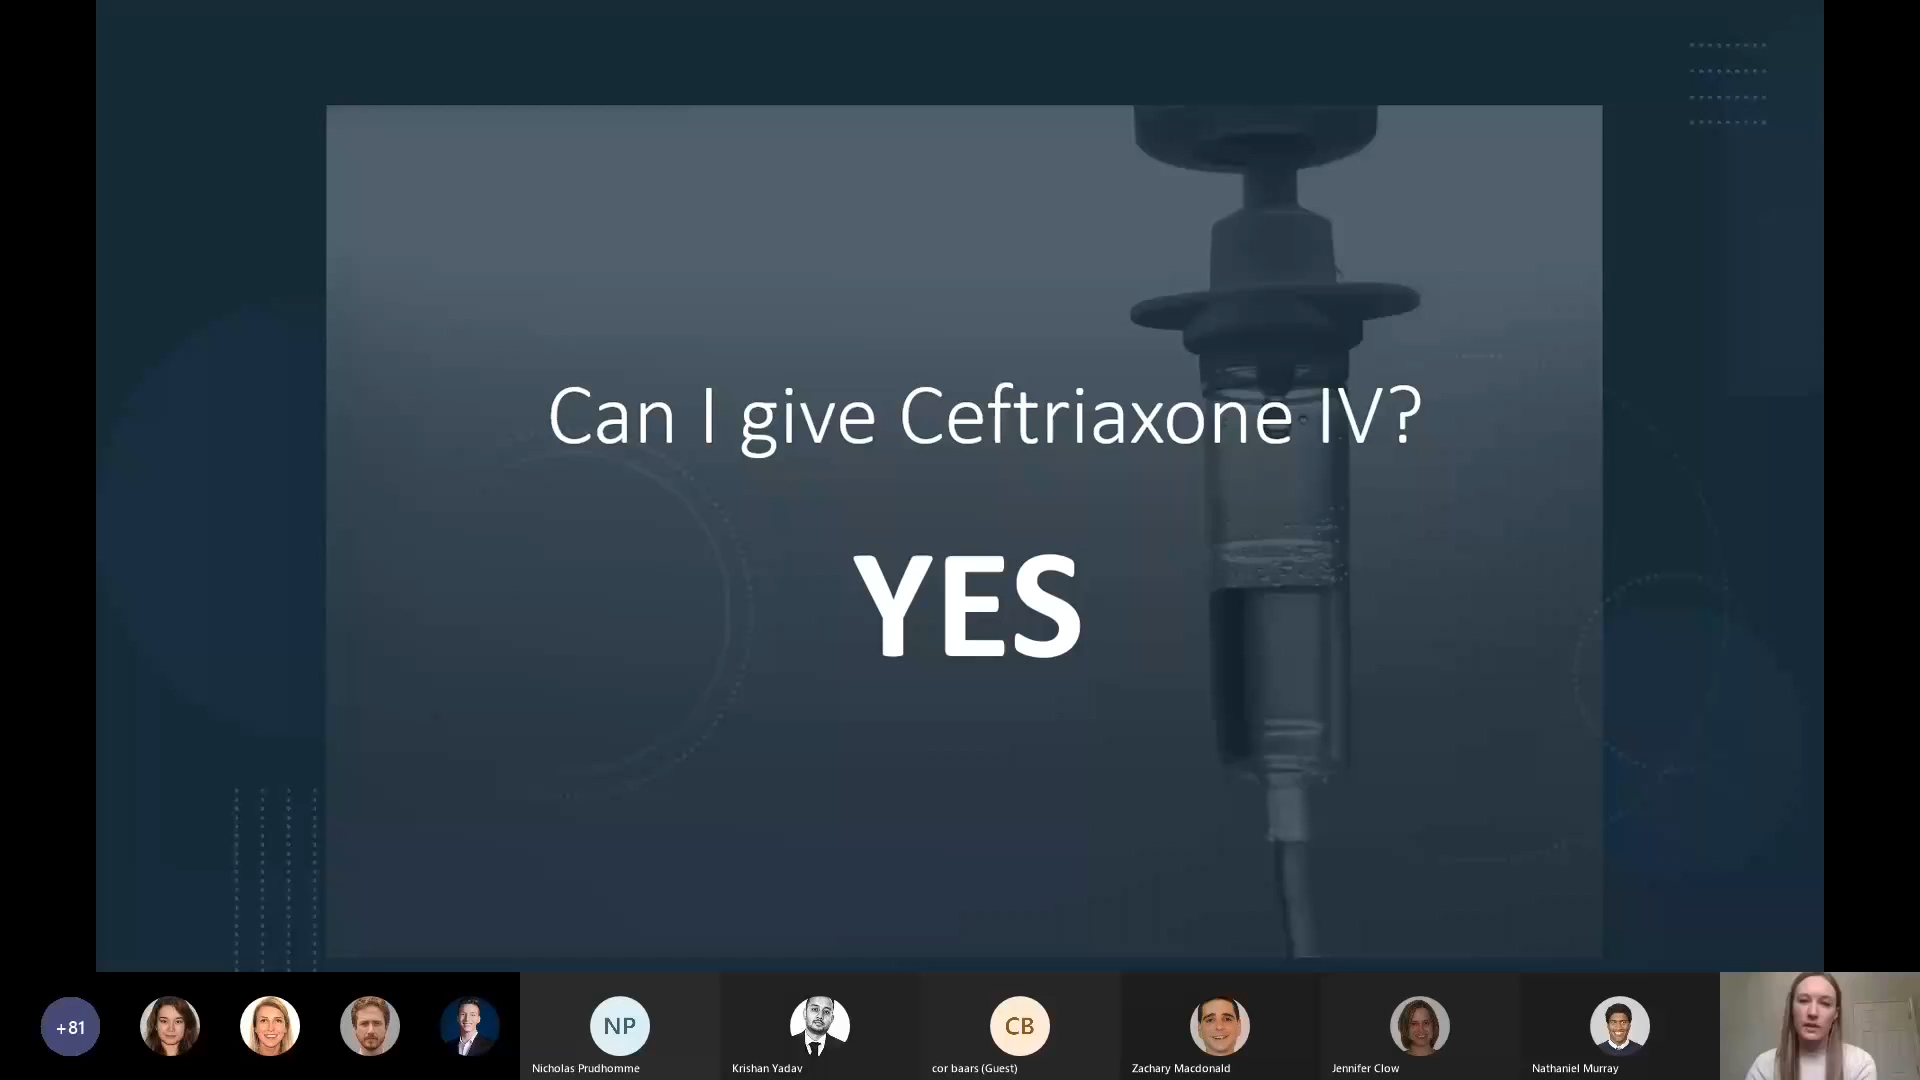 Can I give Ceftriaxone IV?
YES
+81
NP
CB
Nicholas Prudhomme
Krishan Yadav
cor baars (Guest)
Zachary Macdonald
Jennifer Clow
Nathaniel Murray